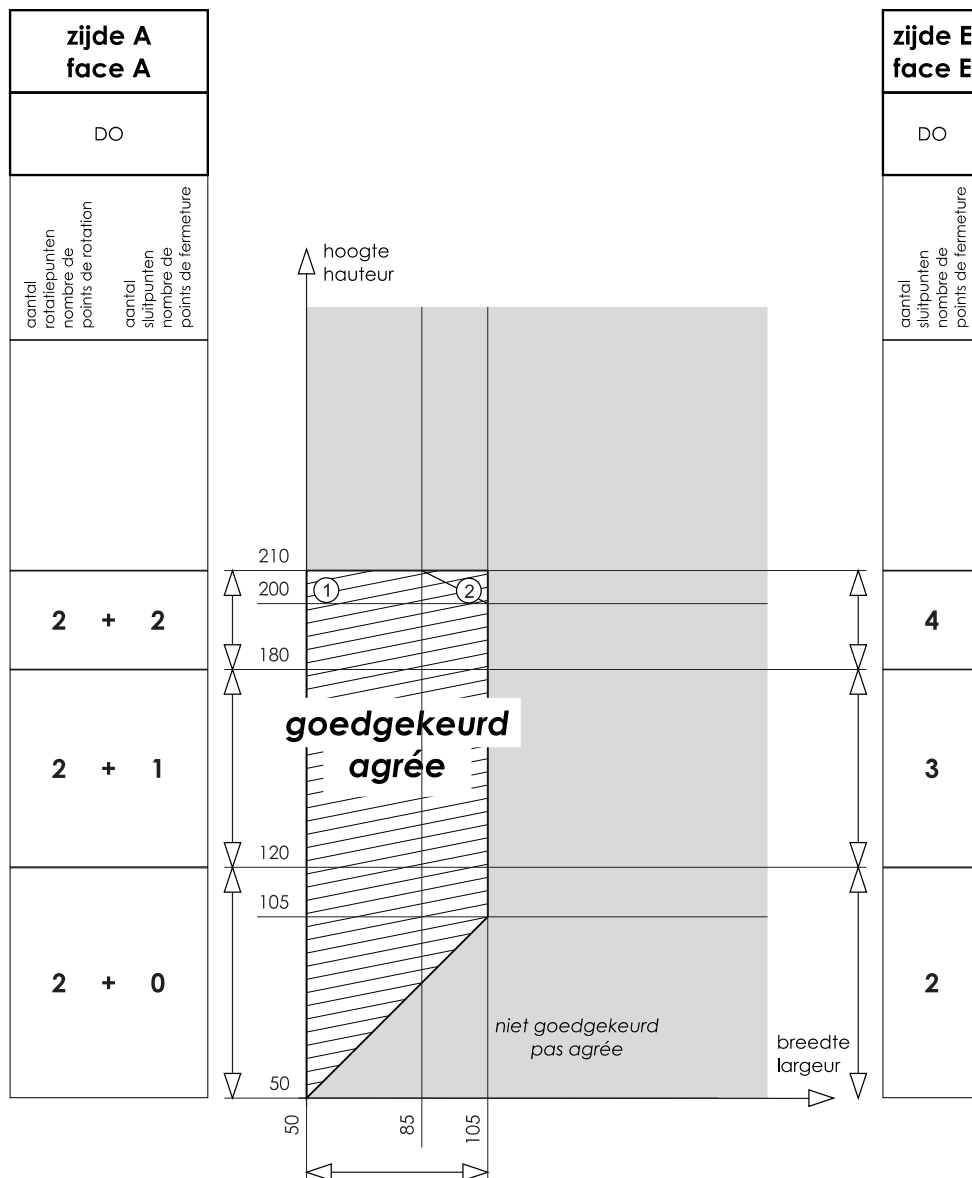 zijde A
face A
DO
aantal
rotatiepunten
nombre de
points de rotation
aantal
sluitpunten
nombre de
points de fermeture
zijde E
face E
DO
aantal
sluitpunten
nombre de
points de fermeture
hoogte
hauteur
210
200
180
120
105
50
1
2
2 + 2
2 + 1
2 + 0
4
3
2
goedgekeurd
agrée
niet goedgekeurd
pas agrée
breedte
largeur
50
85
105